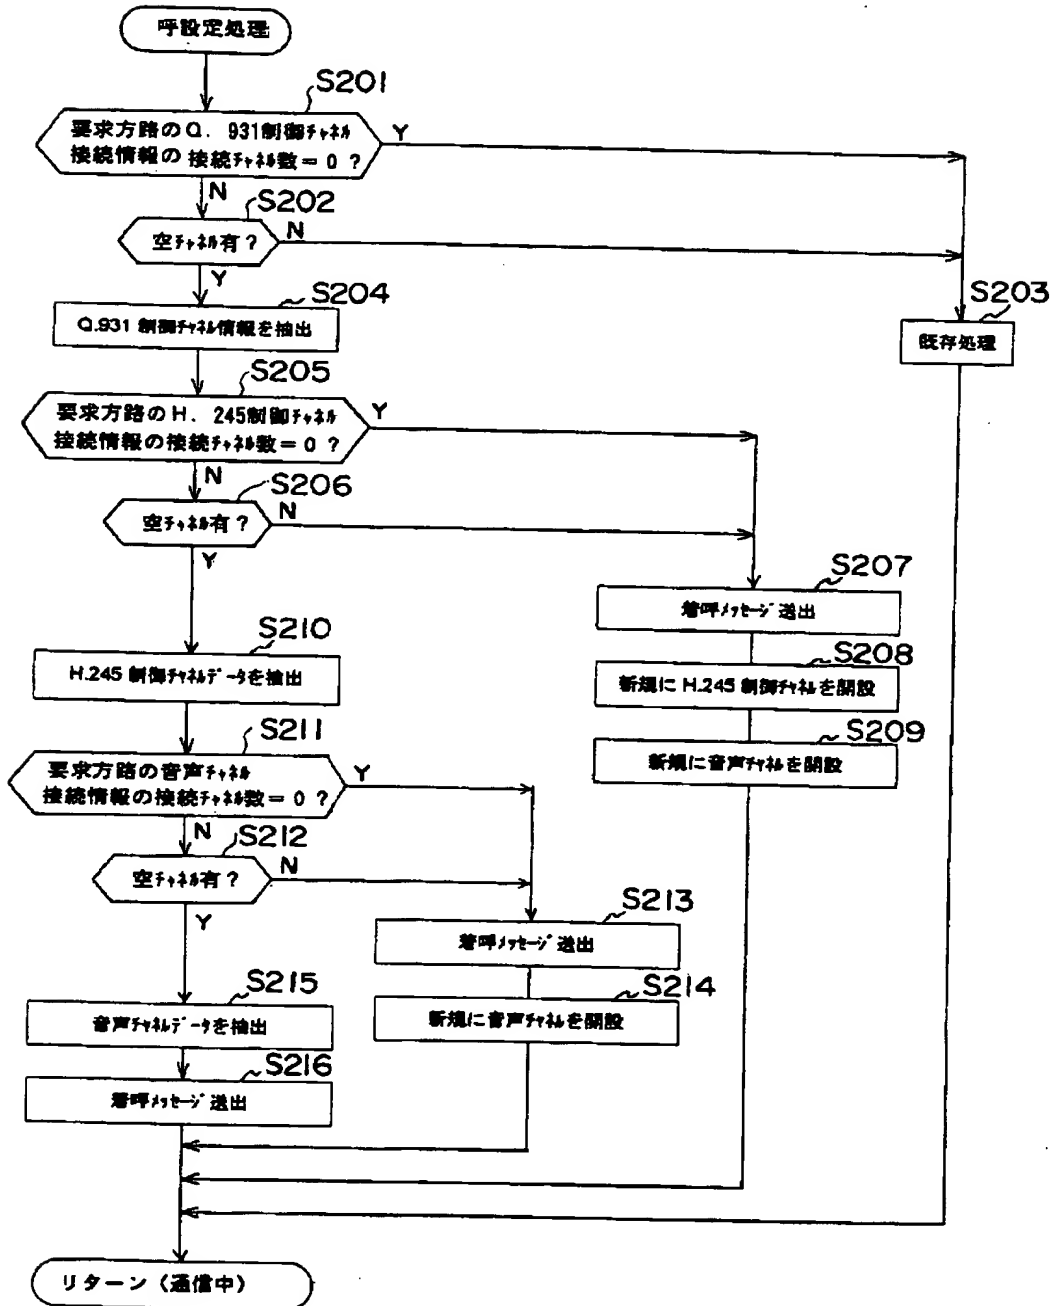 呼設定処理
S201
要求方路のQ. 931制御ﾁｬﾈﾙ
接続情報の 接続ﾁｬﾈﾙ数=0?
Y
N
S202
空ﾁｬﾈﾙ有?
N
Y
S203
既存処理
S204
Q.931 制御ﾁｬﾈﾙ情報を抽出
S205
要求方路のH. 245制御ﾁｬﾈﾙ
接続情報の接続ﾁｬﾈﾙ数=0?
Y
N
S206
空ﾁｬﾈﾙ有?
N
Y
S207
着呼ﾒｯｾｰｼﾞ送出
S208
新規にH.245 制御ﾁｬﾈﾙを開設
S209
新規に音声ﾁｬﾈﾙを開設
S210
H.245 制御ﾁｬﾈﾙデータを抽出
S211
要求方路の音声ﾁｬﾈﾙ
接続情報の接続ﾁｬﾈﾙ数=0?
Y
N
S212
空ﾁｬﾈﾙ有?
N
Y
S213
着呼ﾒｯｾｰｼﾞ送出
S214
新規に音声ﾁｬﾈﾙを開設
S215
音声ﾁｬﾈﾙﾃﾞｰﾀを抽出
S216
着呼ﾒｯｾｰｼﾞ送出
リターン(通信中)